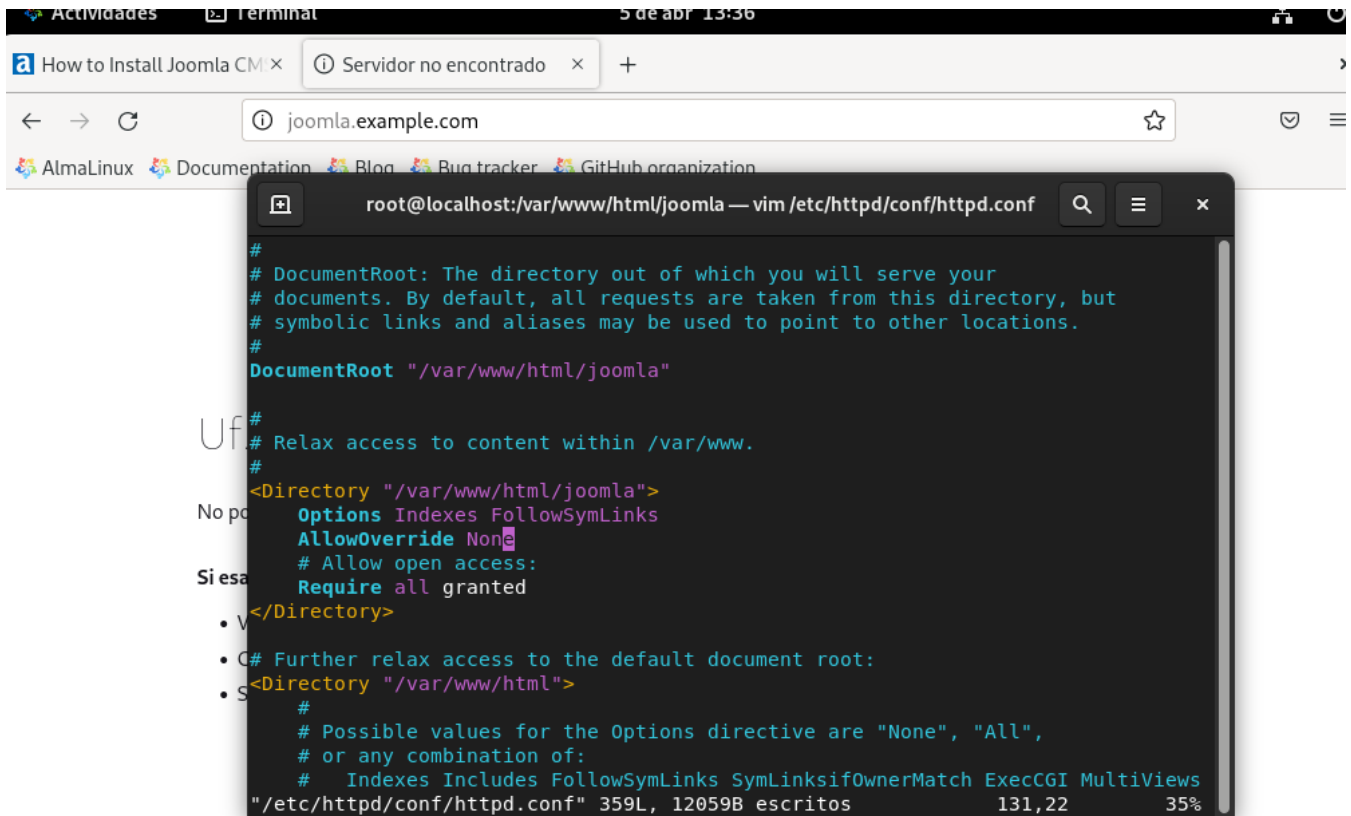 Actividades Terminal 5 de abr 13:36
How to Install Joomla CM Servidor no encontrado
joomla.example.com
AlmaLinux Documentation Blog Bug tracker GitHub organization
root@localhost:/var/www/html/joomla — vim /etc/httpd/conf/httpd.conf
#
# DocumentRoot: The directory out of which you will serve your
# documents. By default, all requests are taken from this directory, but
# symbolic links and aliases may be used to point to other locations.
#
DocumentRoot "/var/www/html/joomla"
#
Uf
# Relax access to content within /var/www.
#
<Directory "/var/www/html/joomla">
No po
Options Indexes FollowSymLinks
AllowOverride None
# Allow open access:
Si esa
Require all granted
</Directory>
# Further relax access to the default document root:
<Directory "/var/www/html">
#
# Possible values for the Options directive are "None", "All",
# or any combination of:
#   Indexes Includes FollowSymLinks SymLinksifOwnerMatch ExecCGI MultiViews
"/etc/httpd/conf/httpd.conf" 359L, 12059B escritos 131,22 35%